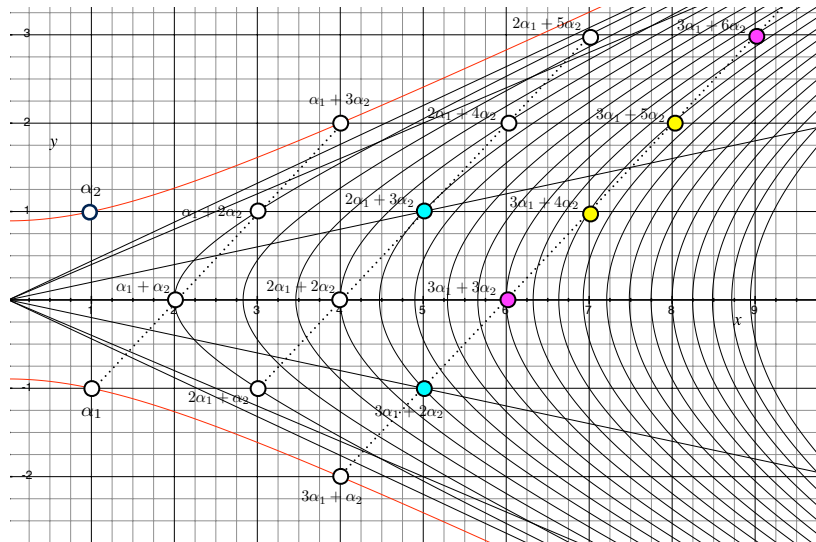 2α₁ + 5α₂
3α₁ + 6α₂
3
α₁ + 3α₂
2α₁ + 4α₂
3α₁ + 5α₂
2
y
α₂
α₁ + 2α₂
2α₁ + 3α₂
3α₁ + 4α₂
1
α₁ + α₂
2α₁ + 2α₂
3α₁ + 3α₂
1 2 3 4 5 6 7 8 9
x
-1
α₁
2α₁ + α₂
3α₁ + 2α₂
-2
3α₁ + α₂